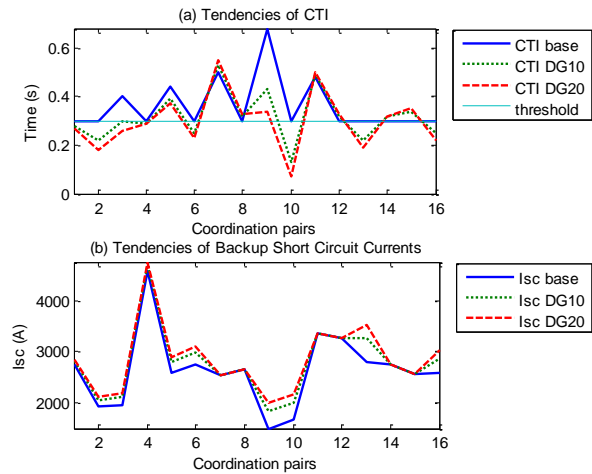 (a) Tendencies of CTI
0.6
0.4
0.2
0
Time (s)
2 4 6 8 10 12 14 16
Coordination pairs
CTI base
CTI DG10
CTI DG20
threshold
(b) Tendencies of Backup Short Circuit Currents
4000
3000
2000
Isc (A)
2 4 6 8 10 12 14 16
Coordination pairs
Isc base
Isc DG10
Isc DG20